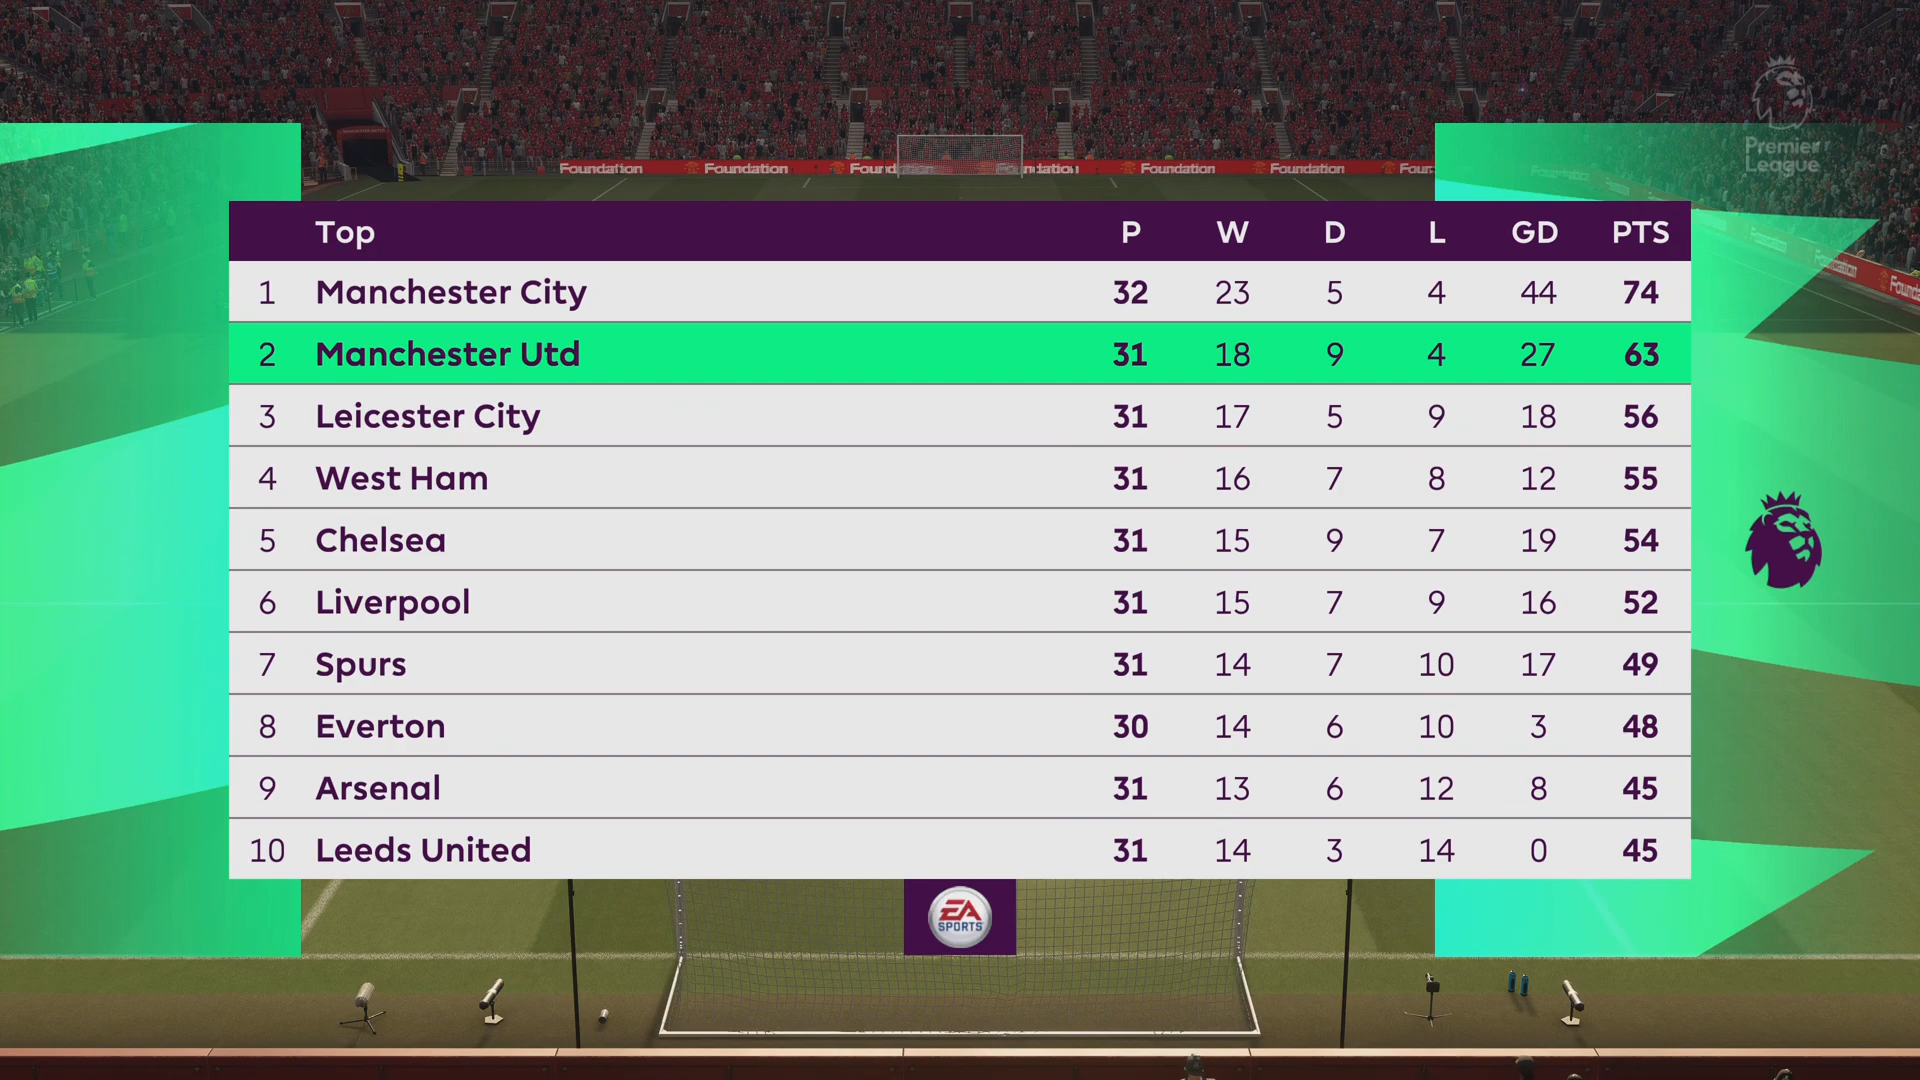 Premier
League
Foundation Foundation Foundation Foundation
Top P W D L GD PTS
1 Manchester City 32 23 5 4 44 74
2 Manchester Utd 31 18 9 4 27 63
3 Leicester City 31 17 5 9 18 56
4 West Ham 31 16 7 8 12 55
5 Chelsea 31 15 9 7 19 54
6 Liverpool 31 15 7 9 16 52
7 Spurs 31 14 7 10 17 49
8 Everton 30 14 6 10 3 48
9 Arsenal 31 13 6 12 8 45
10 Leeds United 31 14 3 14 0 45
EA
SPORTS